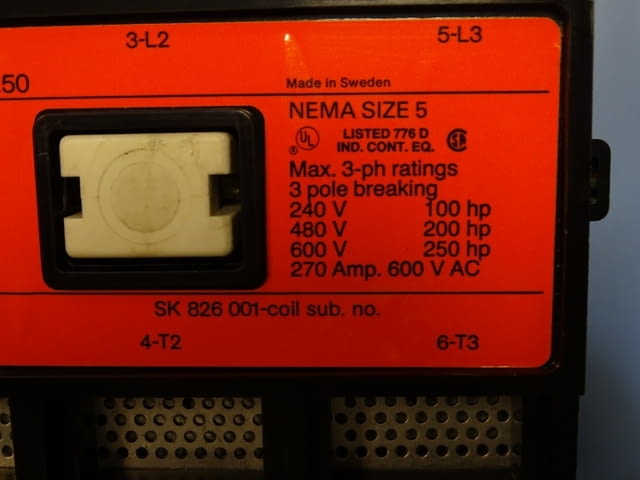 3-L2 5-L3
50
Made in Sweden
NEMA SIZE 5
UL LISTED 776 D
IND. CONT. EQ.
Max. 3-ph ratings
3 pole breaking
240 V 100 hp
480 V 200 hp
600 V 250 hp
270 Amp. 600 V AC
SK 826 001-coil sub. no.
4-T2 6-T3